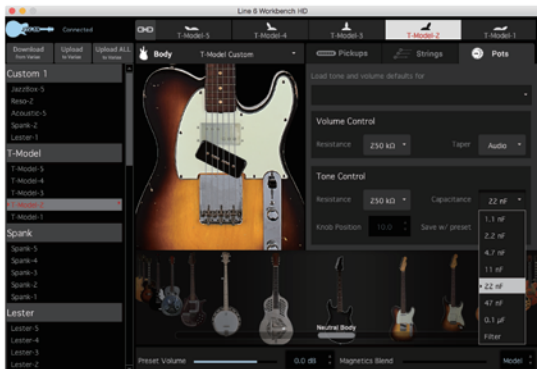 Line 6 Workbench HD
Connected
T-Model-5
T-Model-4
T-Model-3
T-Model-2
T-Model-1
Download
from Variax
Upload
to Variax
Upload ALL
to Variax
Body
T-Model Custom
Pickups
Strings
Pots
Custom 1
JazzBox-5
Reso-2
Acoustic-5
Spank-2
Lester-1
T-Model
T-Model-5
T-Model-4
T-Model-3
T-Model-2
T-Model-1
Spank
Spank-5
Spank-4
Spank-3
Spank-2
Spank-1
Lester
Lester-5
Lester-4
Lester-3
Lester-2
Load tone and volume defaults for
Volume Control
Resistance 250 kΩ Taper Audio
Tone Control
Resistance 250 kΩ Capacitance 22 nF
Knob Position 10.0 Save w/ preset
1.1 nF
2.2 nF
4.7 nF
11 nF
22 nF
47 nF
0.1 µF
Filter
Neutral Body
Preset Volume 0.0 dB Magnetics Blend Model